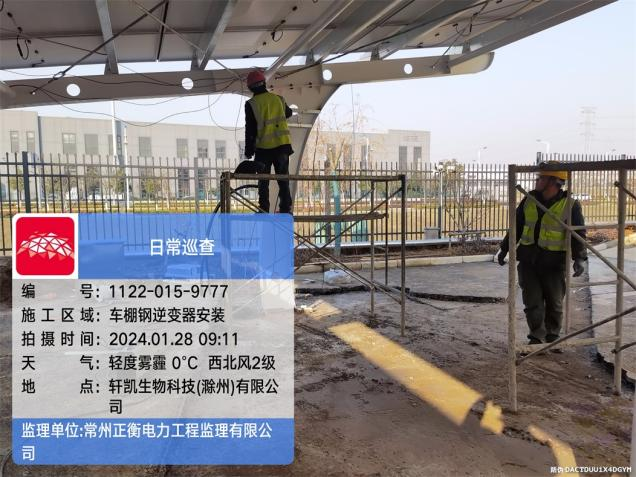 日常巡查
编号：1122-015-9777
施工区域：车棚钢逆变器安装
拍摄时间：2024.01.28 09:11
天气：轻度雾霾 0°C 西北风2级
地点：轩凯生物科技(滁州)有限公
司
监理单位:常州正衡电力工程监理有限公
司
防伪 DACTDUU1X4DGYM